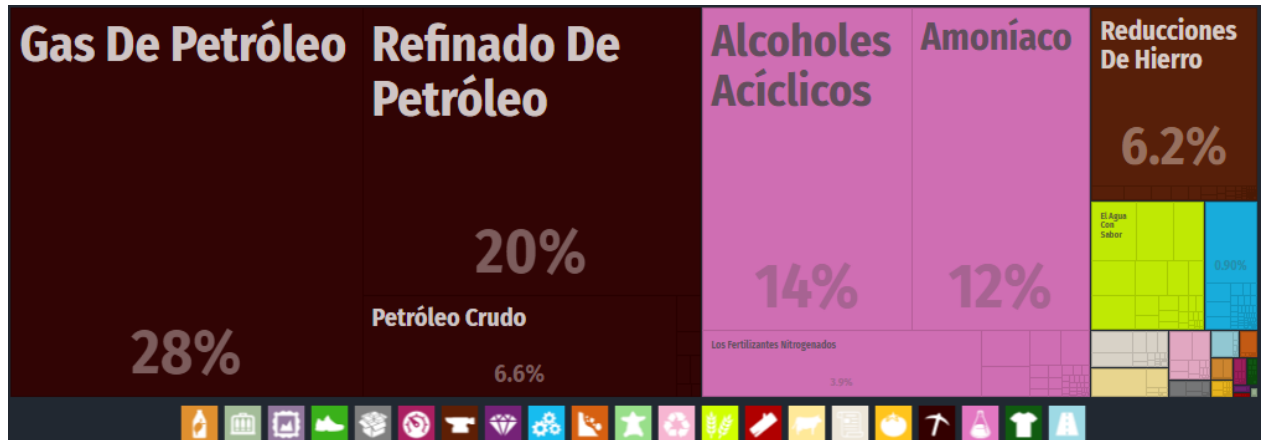 Gas De Petróleo
28%
Refinado De
Petróleo
20%
Petróleo Crudo
6.6%
Alcoholes
Acíclicos
14%
Amoníaco
12%
Los Fertilizantes Nitrogenados
3.9%
Reducciones
De Hierro
6.2%
El Agua
Con
Sabor
0.90%